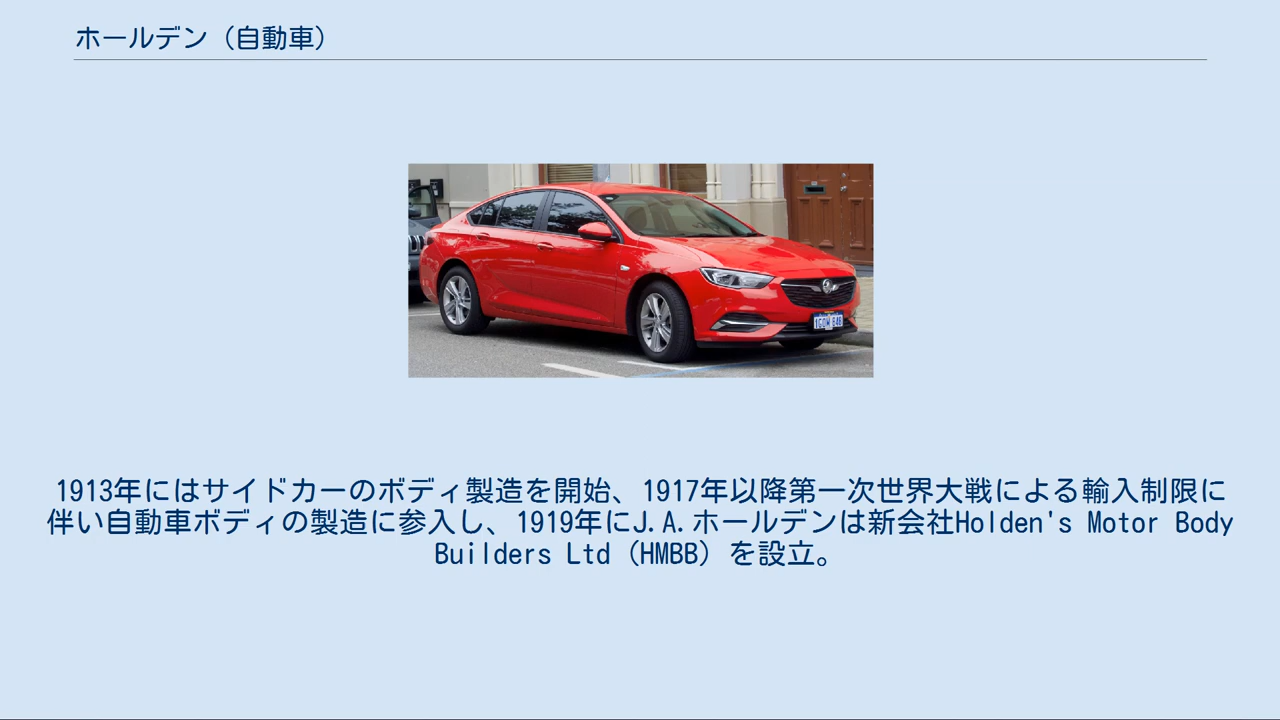 ホールデン（自動車）
1913年にはサイドカーのボディ製造を開始、1917年以降第一次世界大戦による輸入制限に
伴い自動車ボディの製造に参入し、1919年にJ.A.ホールデンは新会社Holden's Motor Body
Builders Ltd（HMBB）を設立。